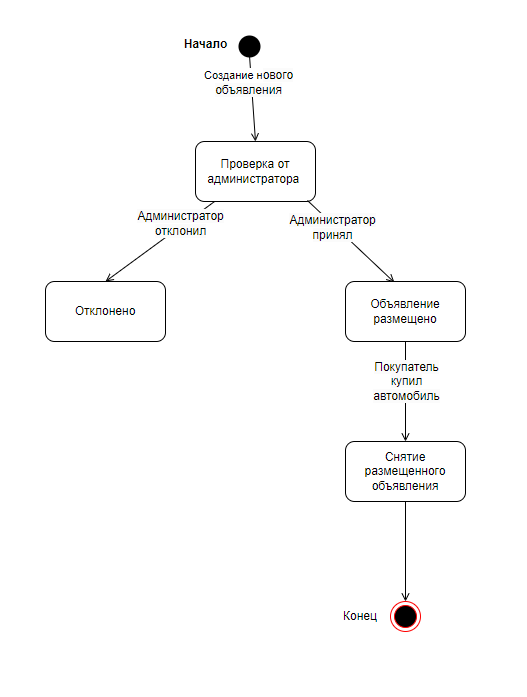 Начало
Создание нового
объявления
Проверка от
администратора
Администратор
отклонил
Администратор
принял
Отклонено
Объявление
размещено
Покупатель
купил
автомобиль
Снятие
размещенного
объявления
Конец